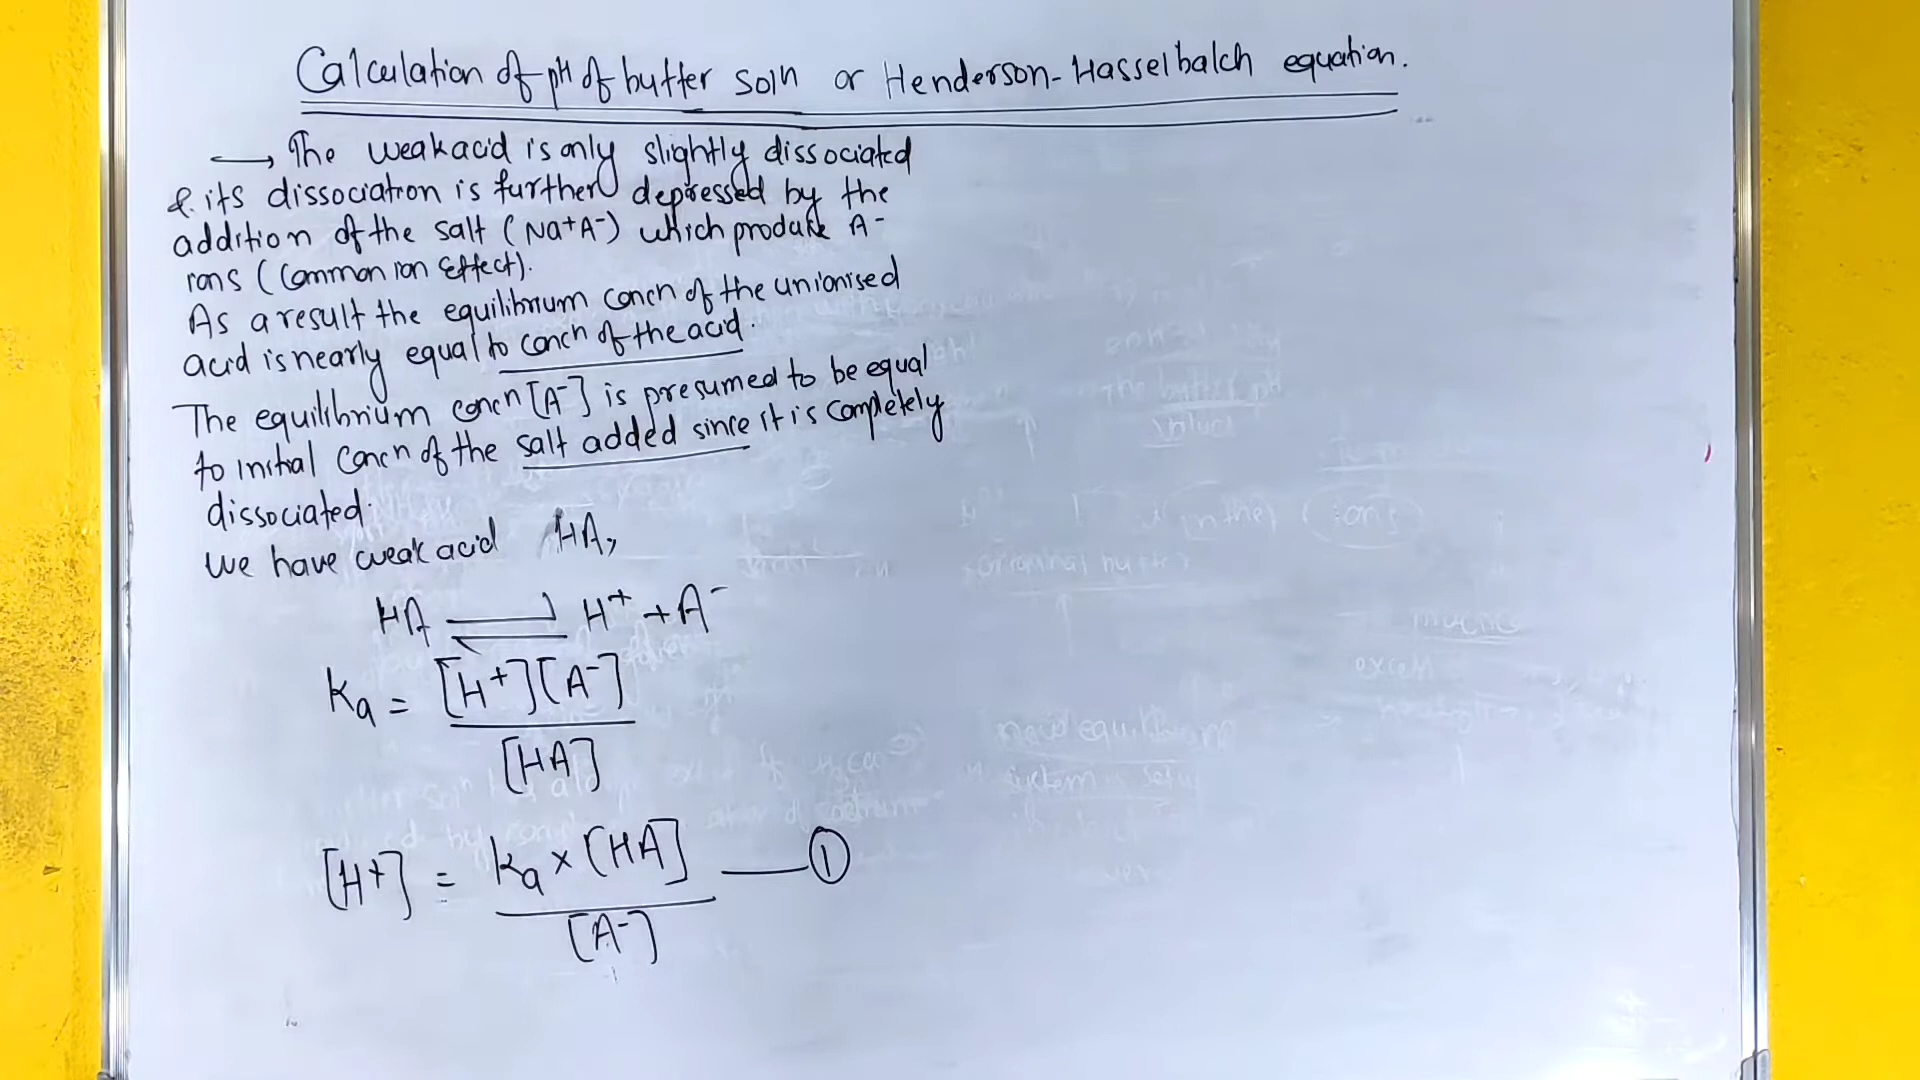 Calculation of pH of buffer soln or Henderson-Hasselbalch equation.
→ The weak acid is only slightly dissociated
& its dissociation is further depressed by the
addition of the salt (Na+A-) which produce A-
ions (Common ion Effect).
As a result the equilibrium concn of the unionised
acid is nearly equal to concn of the acid.
The equilibrium concn [A-] is presumed to be equal
to initial concn of the salt added since it is completely
dissociated.
We have weak acid HA,
HA ⇌ H+ + A-
Ka = [H+][A-]
[HA]
[H+] = Ka x [HA] —— ①
[A-]